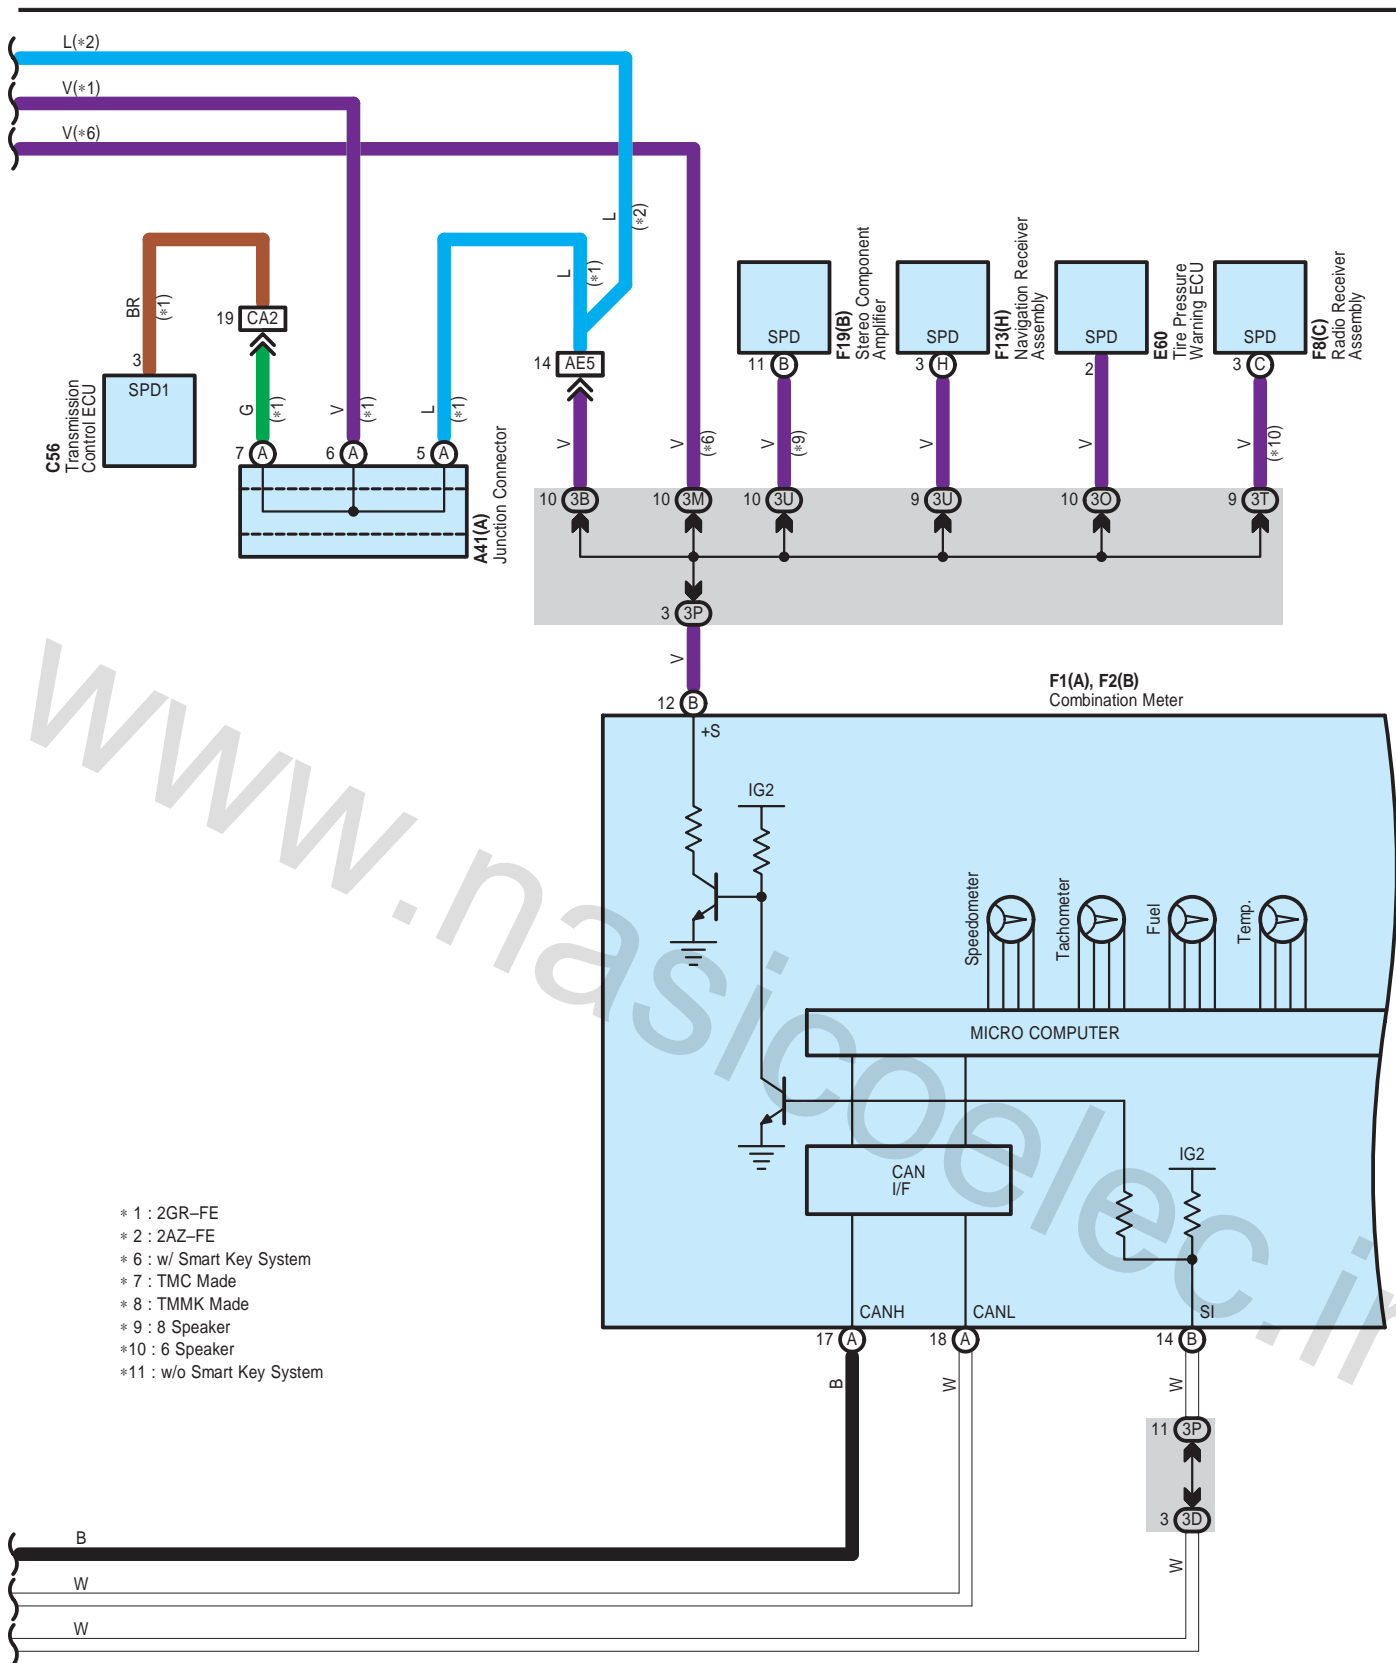 L(∗2)
V(∗1)
V(∗6)
L
(∗2)
L
(∗1)
BR
(∗1)
19 CA2
3
SPD1
C56
Transmission
Control ECU
G
(∗1)
V
(∗1)
L
(∗1)
7 A
6 A
5 A
A41(A)
Junction Connector
14 AE5
V
V
(∗6)
SPD
11 B
F19(B)
Stereo Component
Amplifier
V
(∗9)
SPD
3 H
F13(H)
Navigation Receiver
Assembly
V
SPD
2
E60
Tire Pressure
Warning ECU
V
SPD
3 C
F8(C)
Radio Receiver
Assembly
V
(∗10)
10 3B
10 3M
10 3U
9 3U
10 3O
9 3T
3 3P
V
12 B
F1(A), F2(B)
Combination Meter
+S
IG2
Speedometer
Tachometer
Fuel
Temp.
MICRO COMPUTER
CAN
I/F
IG2
CANH
CANL
SI
17 A
18 A
14 B
B
W
W
11 3P
3 3D
W
∗ 1 : 2GR–FE
∗ 2 : 2AZ–FE
∗ 6 : w/ Smart Key System
∗ 7 : TMC Made
∗ 8 : TMMK Made
∗ 9 : 8 Speaker
∗10 : 6 Speaker
∗11 : w/o Smart Key System
B
W
W
www.nasicoelec.ir